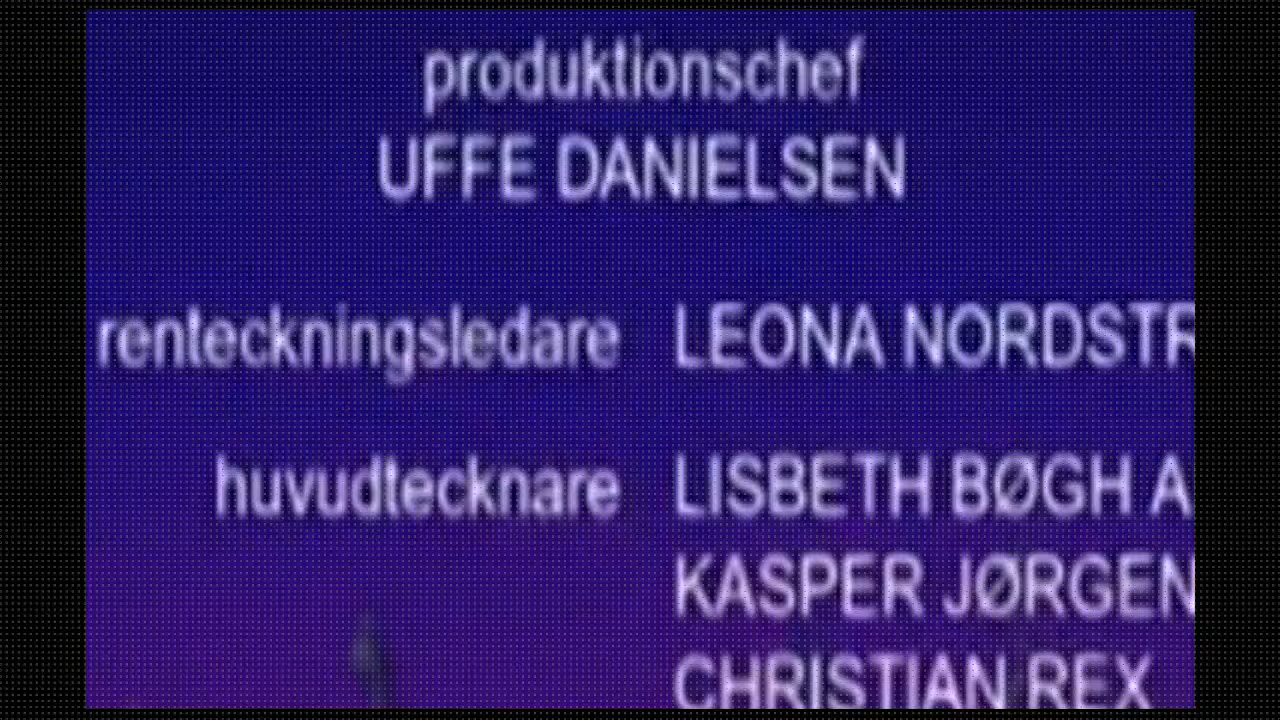 produktionschef
UFFE DANIELSEN
renteckningsledare LEONA NORDSTR
huvudtecknare LISBETH BØGH A
KASPER JØRGEN
CHRISTIAN REX